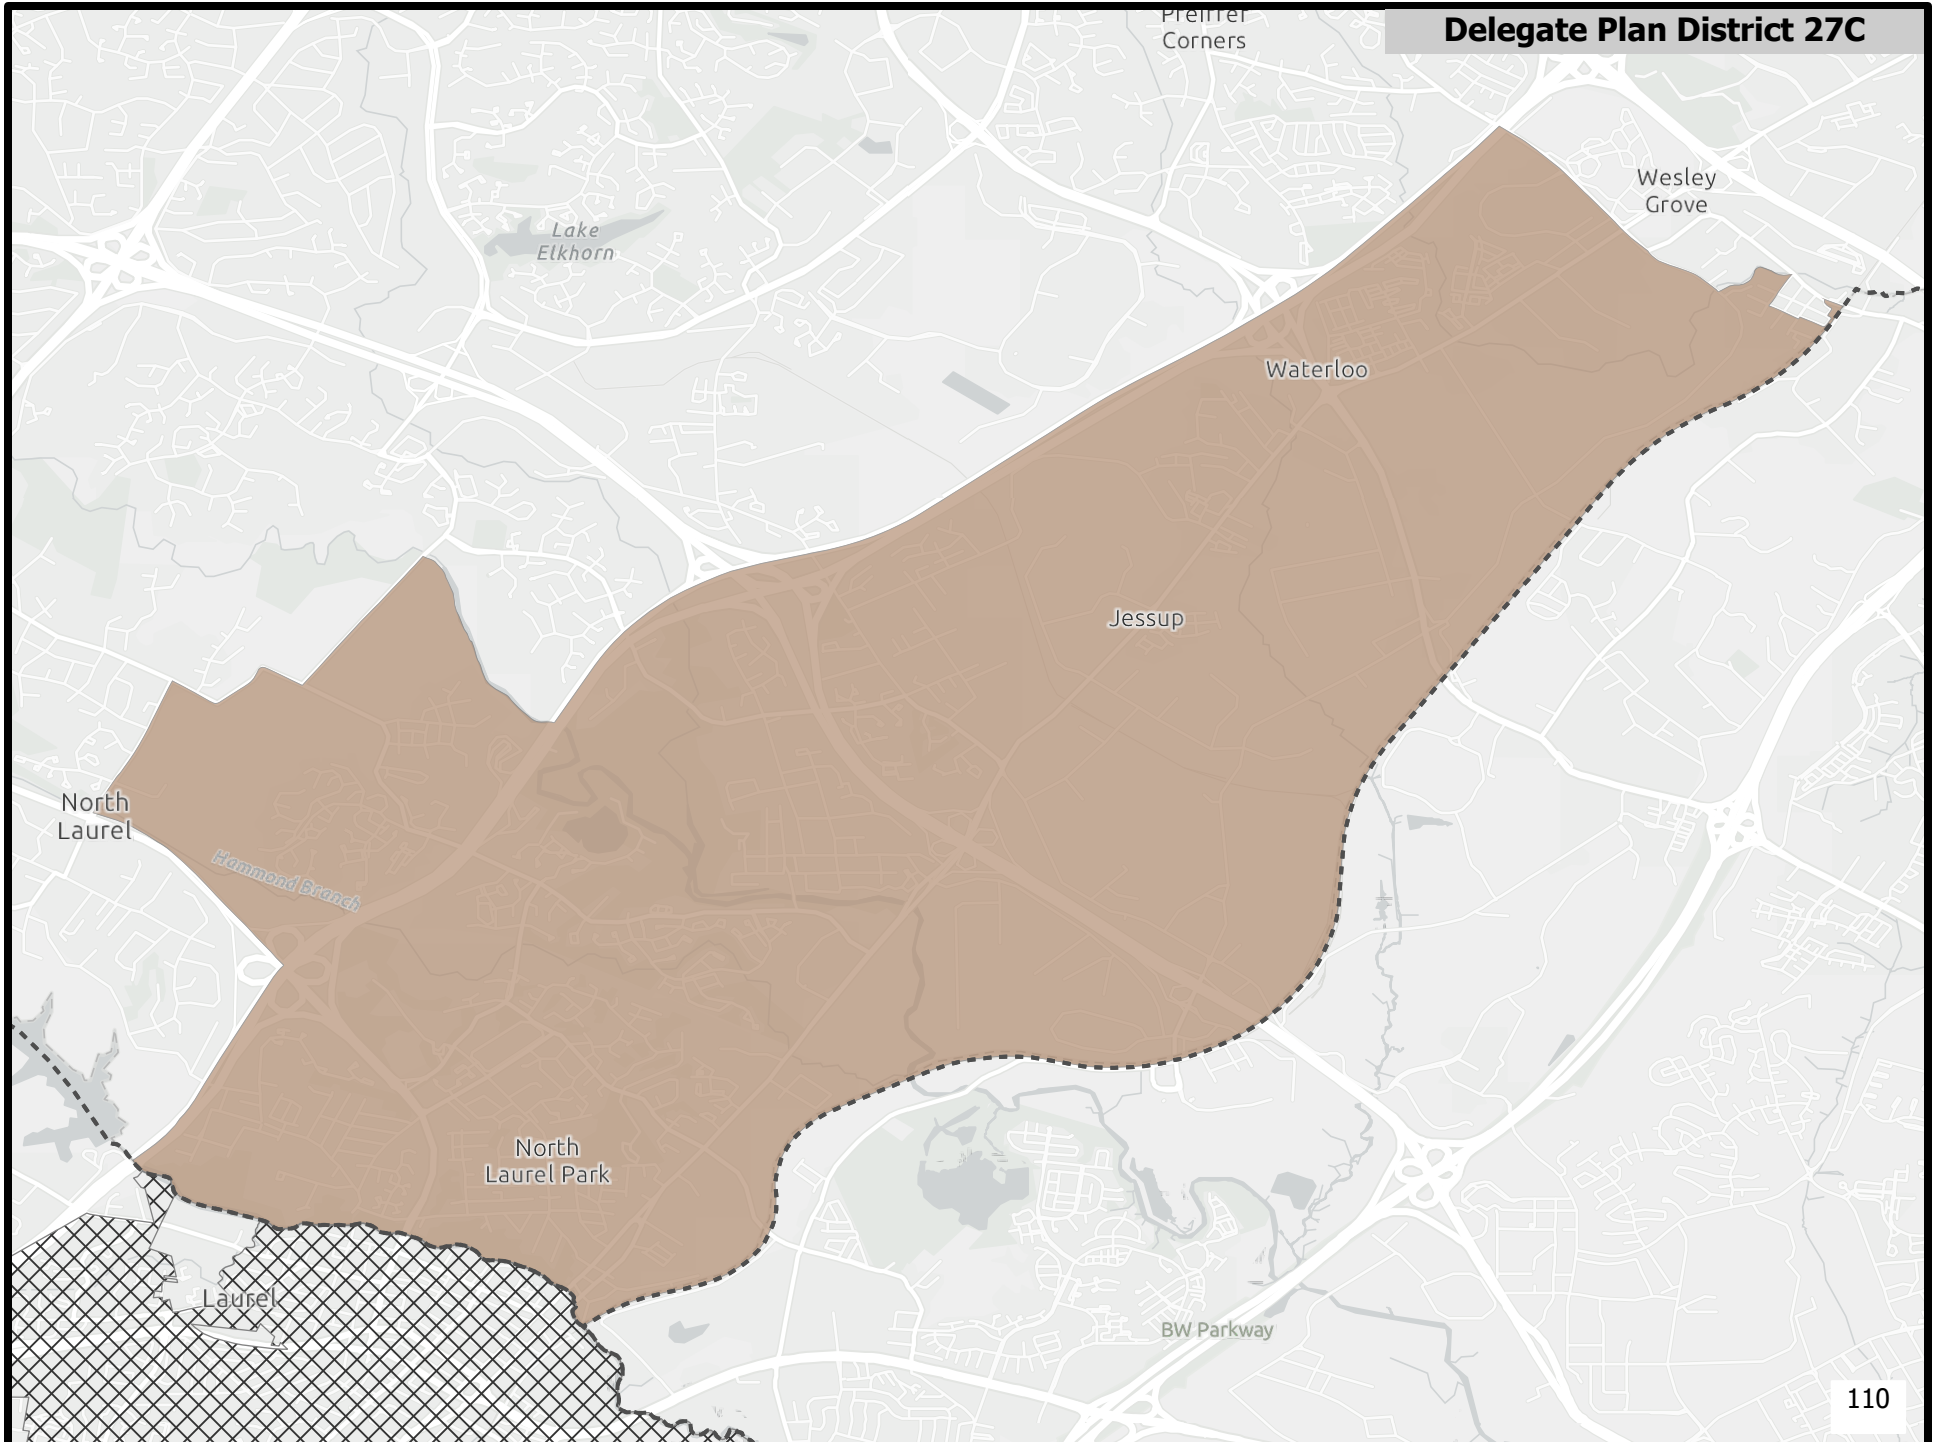 Pfeiffer
Corners
Delegate Plan District 27C
Wesley
Grove
Lake
Elkhorn
Waterloo
Jessup
North
Laurel
Hammond Branch
North
Laurel Park
Laurel
BW Parkway
110